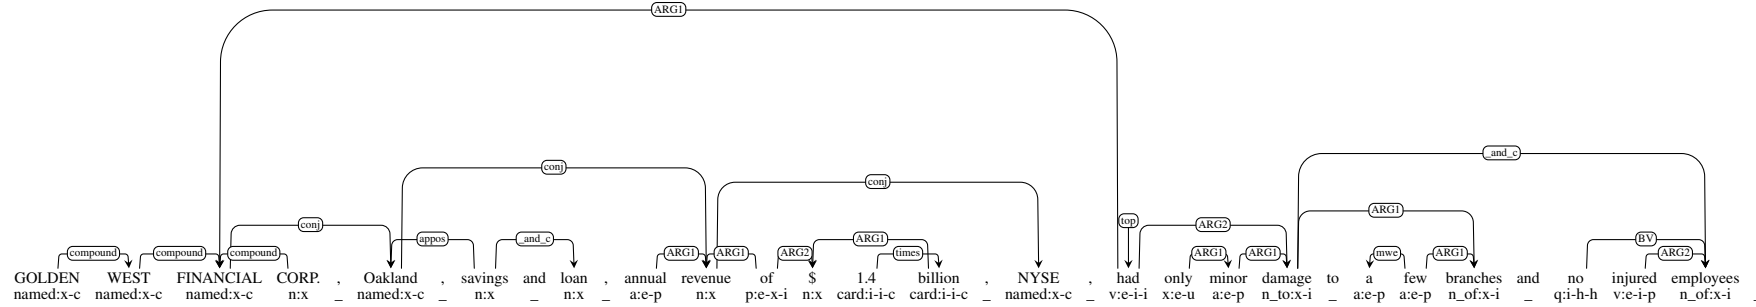 ARG1
conj _and_c
conj
ARG1
conj top ARG2
appos _and_c ARG1 BV
compound compound compound ARG1 ARG1 ARG2 times ARG1 ARG1 mwe ARG1 ARG2
GOLDEN WEST FINANCIAL CORP. , Oakland , savings and loan , annual revenue of $ 1.4 billion , NYSE , had only minor damage to a few branches and no injured employees
named:x-c named:x-c named:x-c n:x _ named:x-c _ n:x _ n:x _ a:e-p n:x p:e-x-i n:x card:i-i-c card:i-i-c _ named:x-c _ v:e-i-i x:e-u a:e-p n_to:x-i _ a:e-p a:e-p n_of:x-i _ q:i-h-h v:e-i-p n_of:x-i